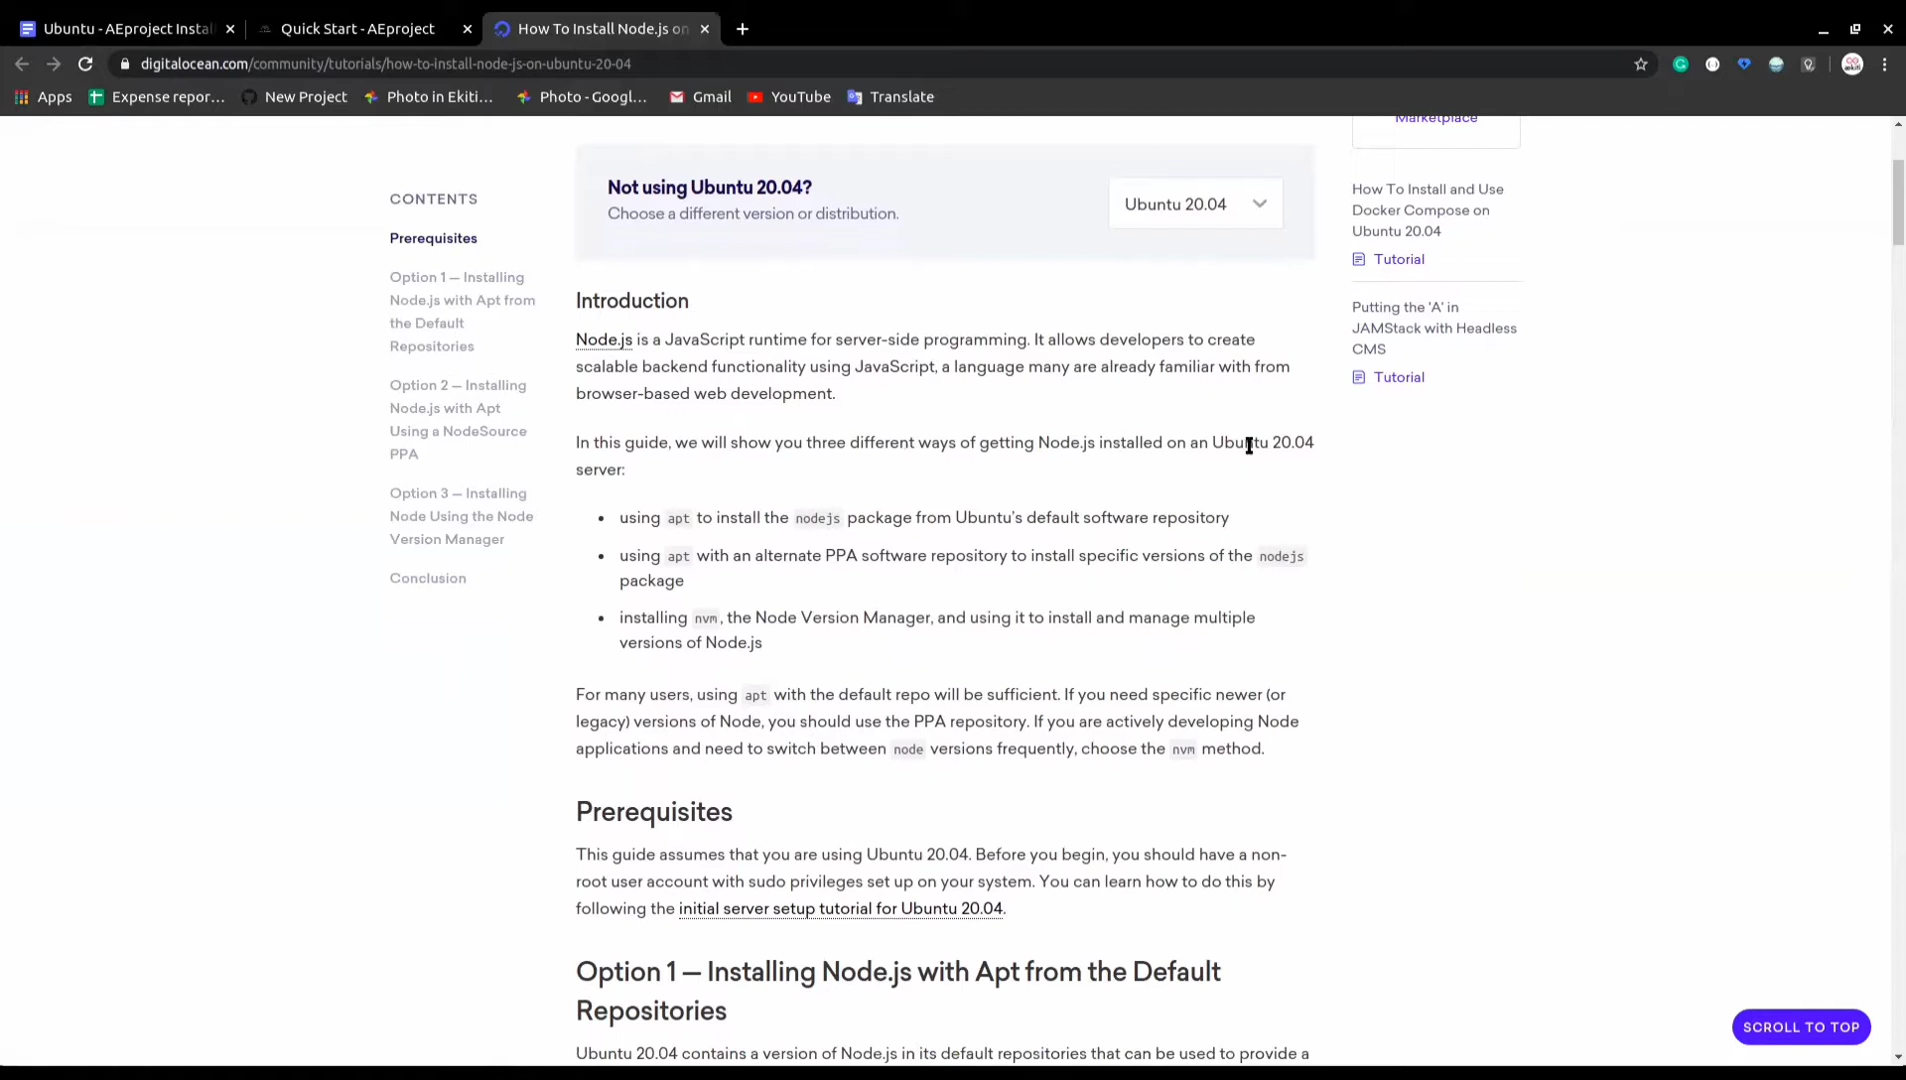 Ubuntu - AEproject Instal
Quick Start - AEproject
How To Install Node.js on
digitalocean.com/community/tutorials/how-to-install-node-js-on-ubuntu-20-04
Apps
Expense repor...
New Project
Photo in Ekiti...
Photo - Googl...
Gmail
YouTube
Translate
CONTENTS
Prerequisites
Option 1 — Installing
Node.js with Apt from
the Default
Repositories
Option 2 — Installing
Node.js with Apt
Using a NodeSource
PPA
Option 3 — Installing
Node Using the Node
Version Manager
Conclusion
Not using Ubuntu 20.04?
Choose a different version or distribution.
Ubuntu 20.04
Introduction
Node.js is a JavaScript runtime for server-side programming. It allows developers to create
scalable backend functionality using JavaScript, a language many are already familiar with from
browser-based web development.
In this guide, we will show you three different ways of getting Node.js installed on an Ubuntu 20.04
server:
• using apt to install the nodejs package from Ubuntu's default software repository
• using apt with an alternate PPA software repository to install specific versions of the nodejs
package
• installing nvm, the Node Version Manager, and using it to install and manage multiple
versions of Node.js
For many users, using apt with the default repo will be sufficient. If you need specific newer (or
legacy) versions of Node, you should use the PPA repository. If you are actively developing Node
applications and need to switch between node versions frequently, choose the nvm method.
Prerequisites
This guide assumes that you are using Ubuntu 20.04. Before you begin, you should have a non-
root user account with sudo privileges set up on your system. You can learn how to do this by
following the initial server setup tutorial for Ubuntu 20.04.
Option 1 — Installing Node.js with Apt from the Default
Repositories
Ubuntu 20.04 contains a version of Node.js in its default repositories that can be used to provide a
Marketplace
How To Install and Use
Docker Compose on
Ubuntu 20.04
Tutorial
Putting the 'A' in
JAMStack with Headless
CMS
Tutorial
SCROLL TO TOP